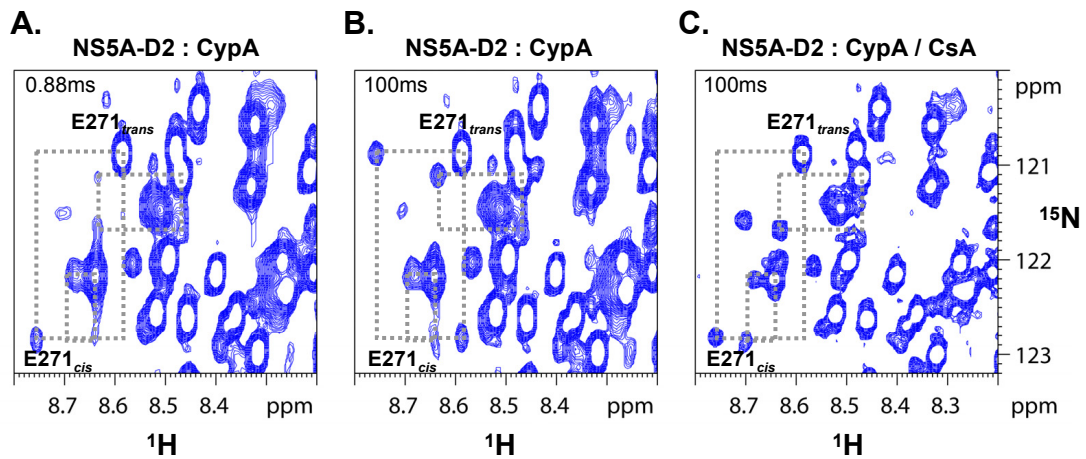 A. B. C.
NS5A-D2 : CypA NS5A-D2 : CypA NS5A-D2 : CypA / CsA
0.88ms 100ms 100ms ppm
E271trans E271trans E271trans
121
15N
122
E271cis E271cis E271cis
123
8.7 8.6 8.5 8.4 ppm 8.7 8.6 8.5 8.4 ppm 8.7 8.6 8.5 8.4 8.3 ppm
1H 1H 1H